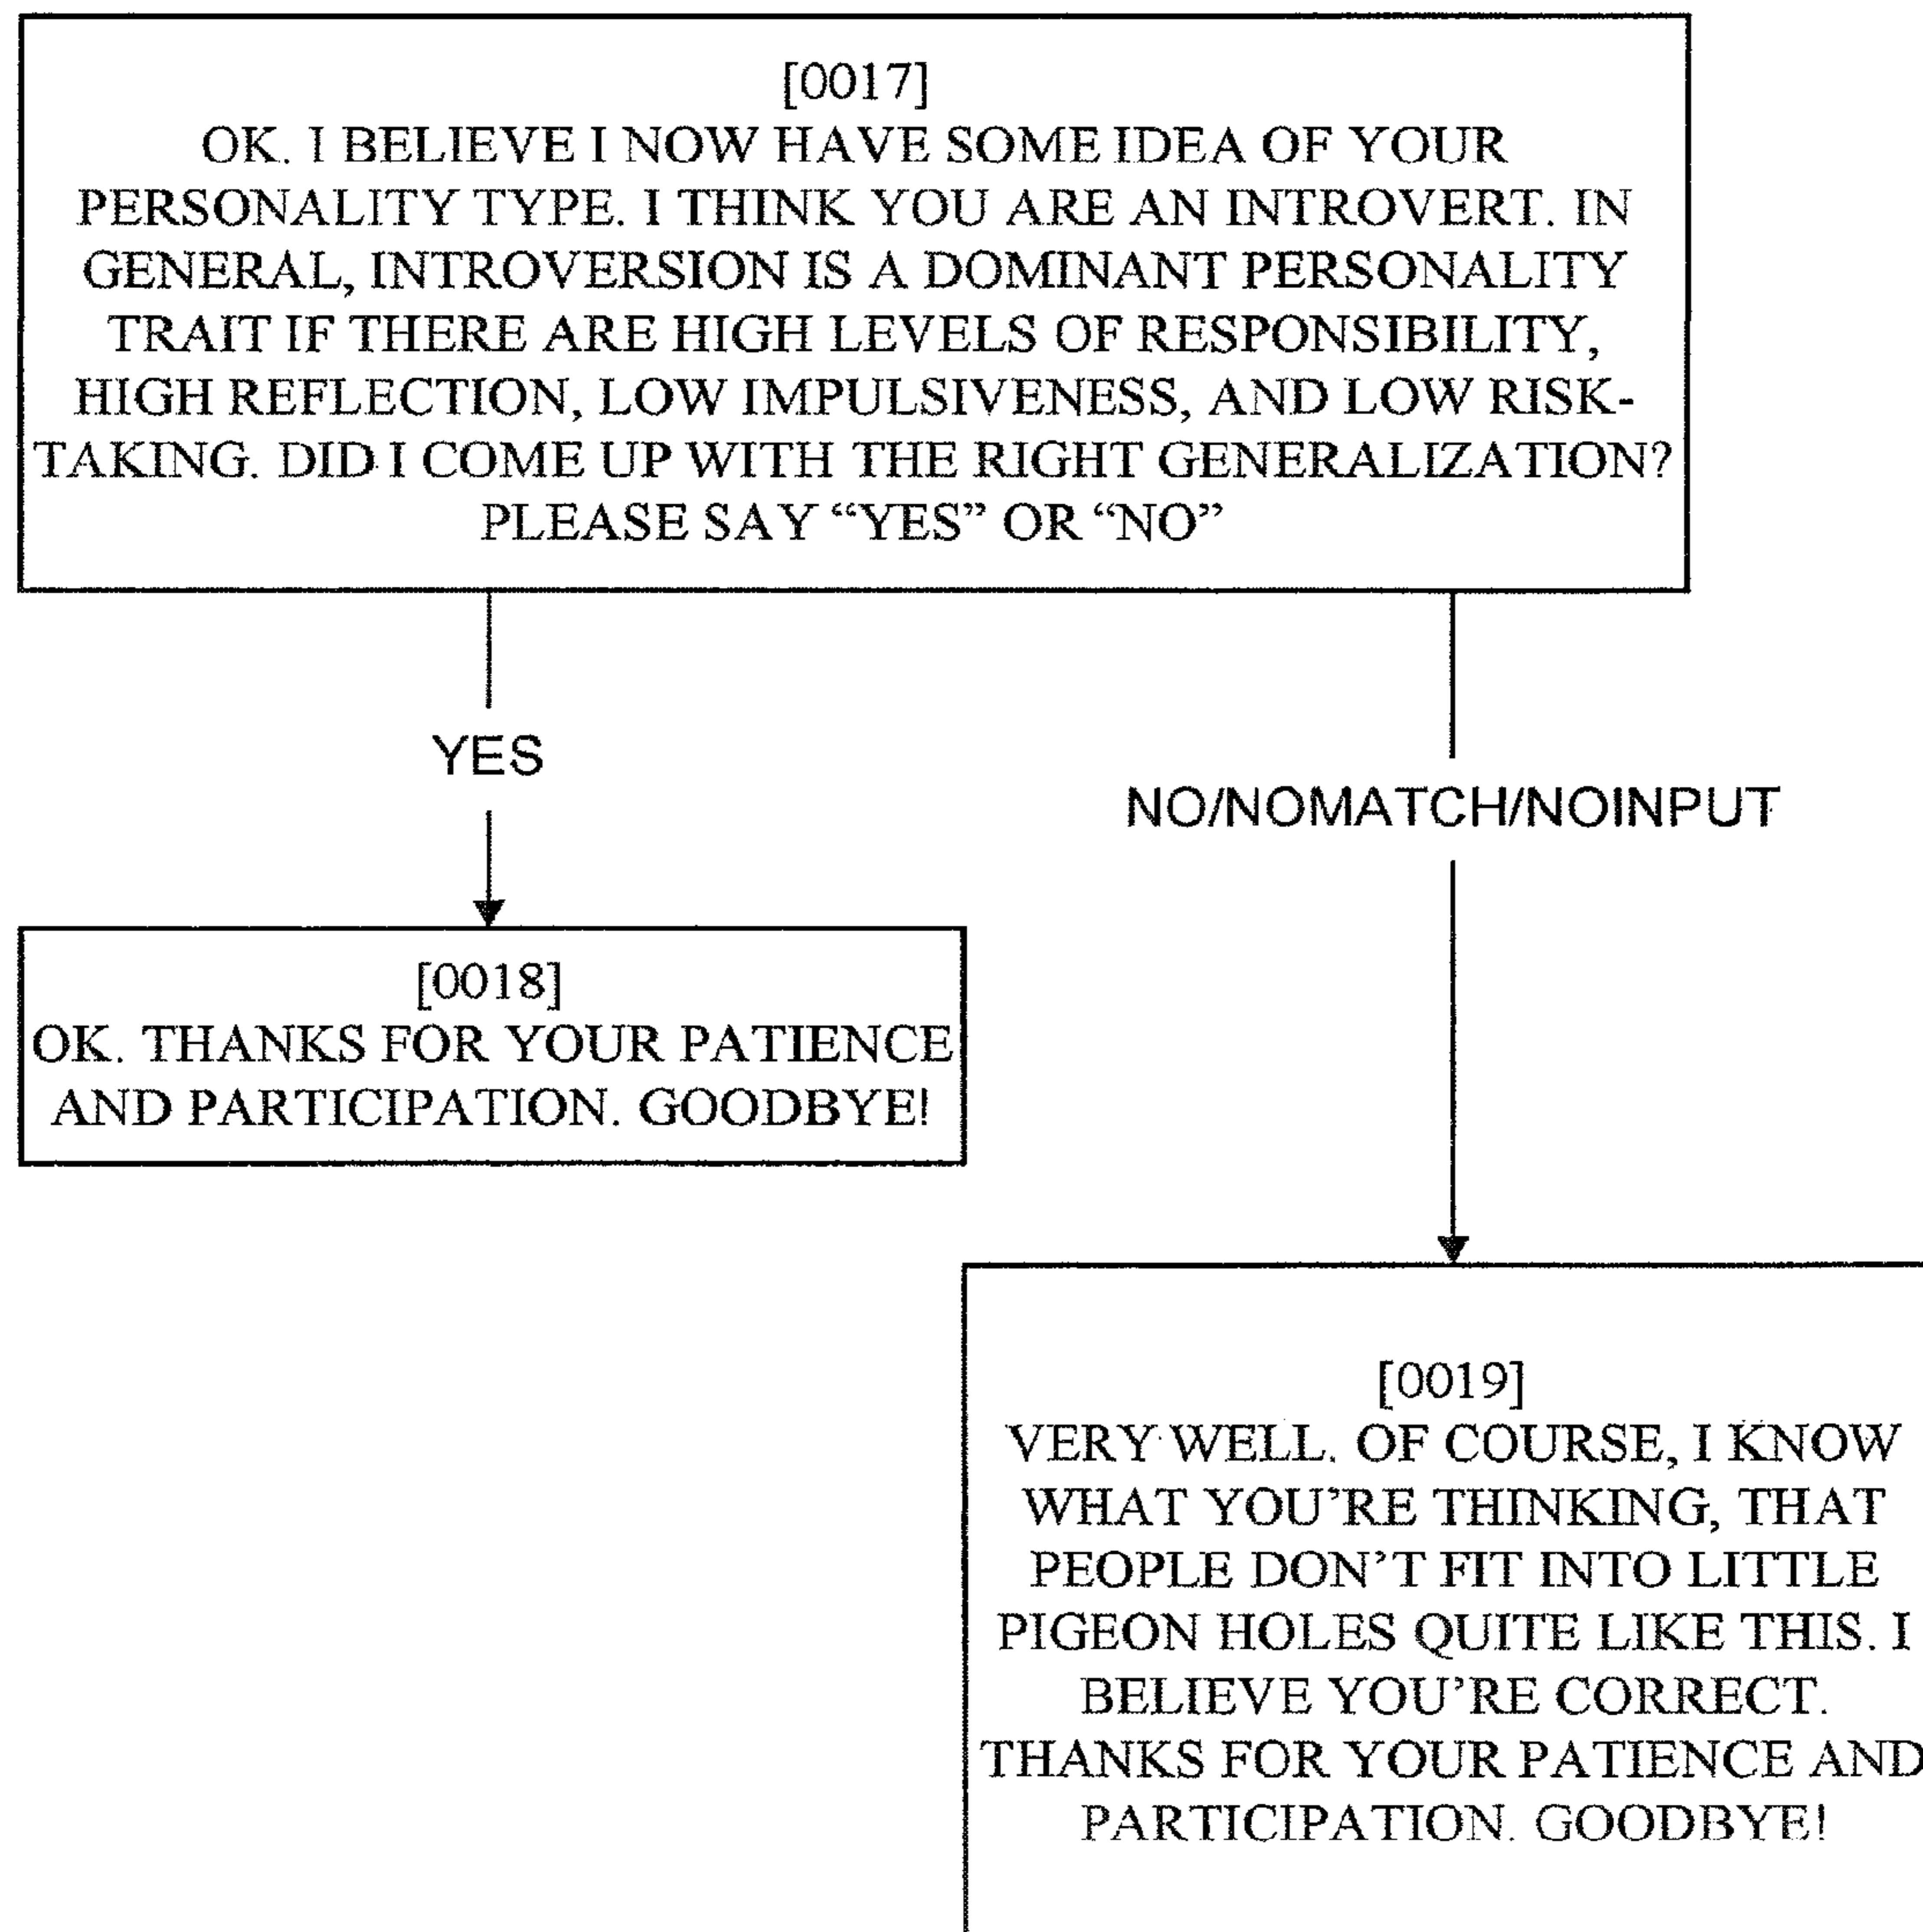 [0017]
OK. I BELIEVE I NOW HAVE SOME IDEA OF YOUR
PERSONALITY TYPE. I THINK YOU ARE AN INTROVERT. IN
GENERAL, INTROVERSION IS A DOMINANT PERSONALITY
TRAIT IF THERE ARE HIGH LEVELS OF RESPONSIBILITY,
HIGH REFLECTION, LOW IMPULSIVENESS, AND LOW RISK-
TAKING. DID I COME UP WITH THE RIGHT GENERALIZATION?
PLEASE SAY “YES” OR “NO”
YES
NO/NOMATCH/NOINPUT
[0018]
OK. THANKS FOR YOUR PATIENCE
AND PARTICIPATION. GOODBYE!
[0019]
VERY WELL. OF COURSE, I KNOW
WHAT YOU’RE THINKING, THAT
PEOPLE DON’T FIT INTO LITTLE
PIGEON HOLES QUITE LIKE THIS. I
BELIEVE YOU’RE CORRECT.
THANKS FOR YOUR PATIENCE AND
PARTICIPATION. GOODBYE!